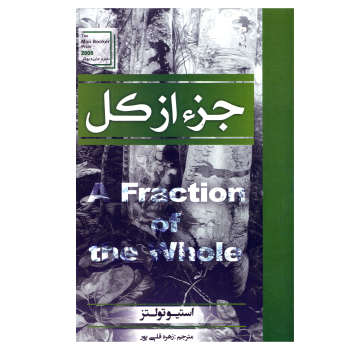 The
Man Booker
Prize
2008
جزء از کل
A Fraction
of
the Whole
استیو تولتز
مترجم: زهره قلی پور